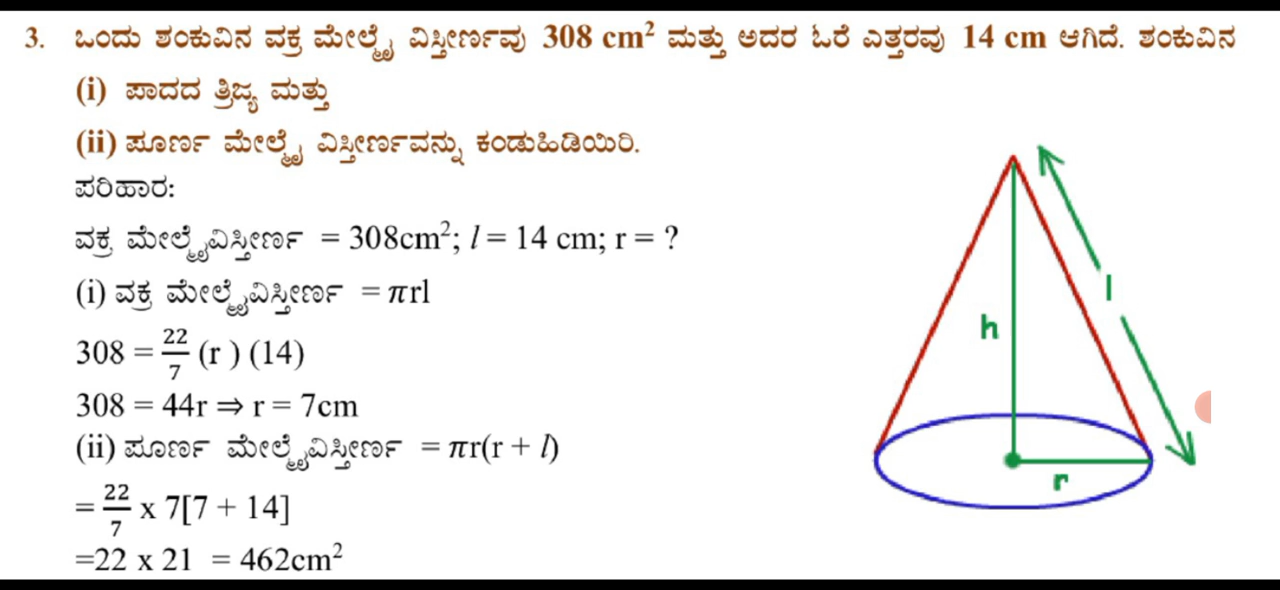 3. ಒಂದು ಶಂಕುವಿನ ವಕ್ರ ಮೇಲ್ಮೈ ವಿಸ್ತೀರ್ಣವು 308 cm² ಮತ್ತು ಅದರ ಓರೆ ಎತ್ತರವು 14 cm ಆಗಿದೆ. ಶಂಕುವಿನ
(i) ಪಾದದ ತ್ರಿಜ್ಯ ಮತ್ತು
(ii) ಪೂರ್ಣ ಮೇಲ್ಮೈ ವಿಸ್ತೀರ್ಣವನ್ನು ಕಂಡುಹಿಡಿಯಿರಿ.
ಪರಿಹಾರ:
ವಕ್ರ ಮೇಲ್ಮೈವಿಸ್ತೀರ್ಣ = 308cm²; l = 14 cm; r = ?
(i) ವಕ್ರ ಮೇಲ್ಮೈವಿಸ್ತೀರ್ಣ = πrl
308 = 22/7 (r ) (14)
308 = 44r ⇒ r = 7cm
(ii) ಪೂರ್ಣ ಮೇಲ್ಮೈವಿಸ್ತೀರ್ಣ = πr(r + l)
= 22/7 x 7[7 + 14]
=22 x 21 = 462cm²
l
h
r